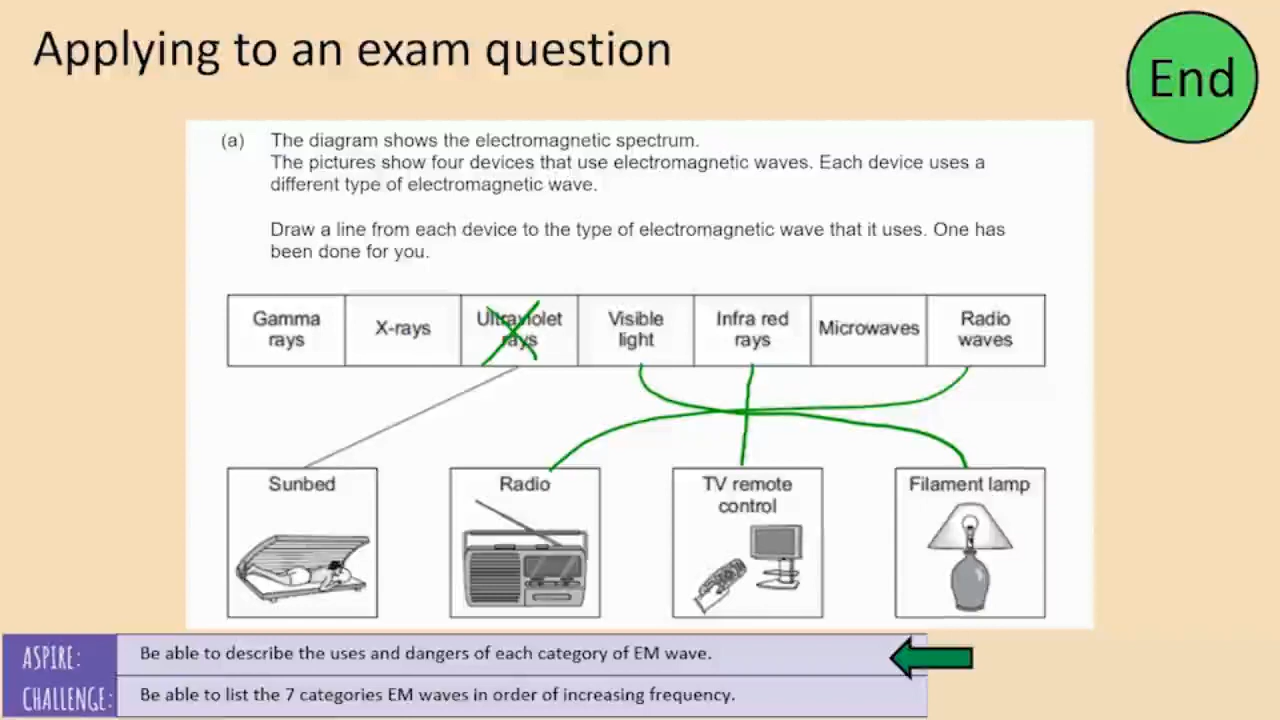 Applying to an exam question
End
(a) The diagram shows the electromagnetic spectrum.
The pictures show four devices that use electromagnetic waves. Each device uses a
different type of electromagnetic wave.
Draw a line from each device to the type of electromagnetic wave that it uses. One has
been done for you.
Gamma
rays
X-rays
Ultraviolet
rays
Visible
light
Infra red
rays
Microwaves
Radio
waves
Sunbed
Radio
TV remote
control
Filament lamp
ASPIRE:
Be able to describe the uses and dangers of each category of EM wave.
CHALLENGE:
Be able to list the 7 categories EM waves in order of increasing frequency.